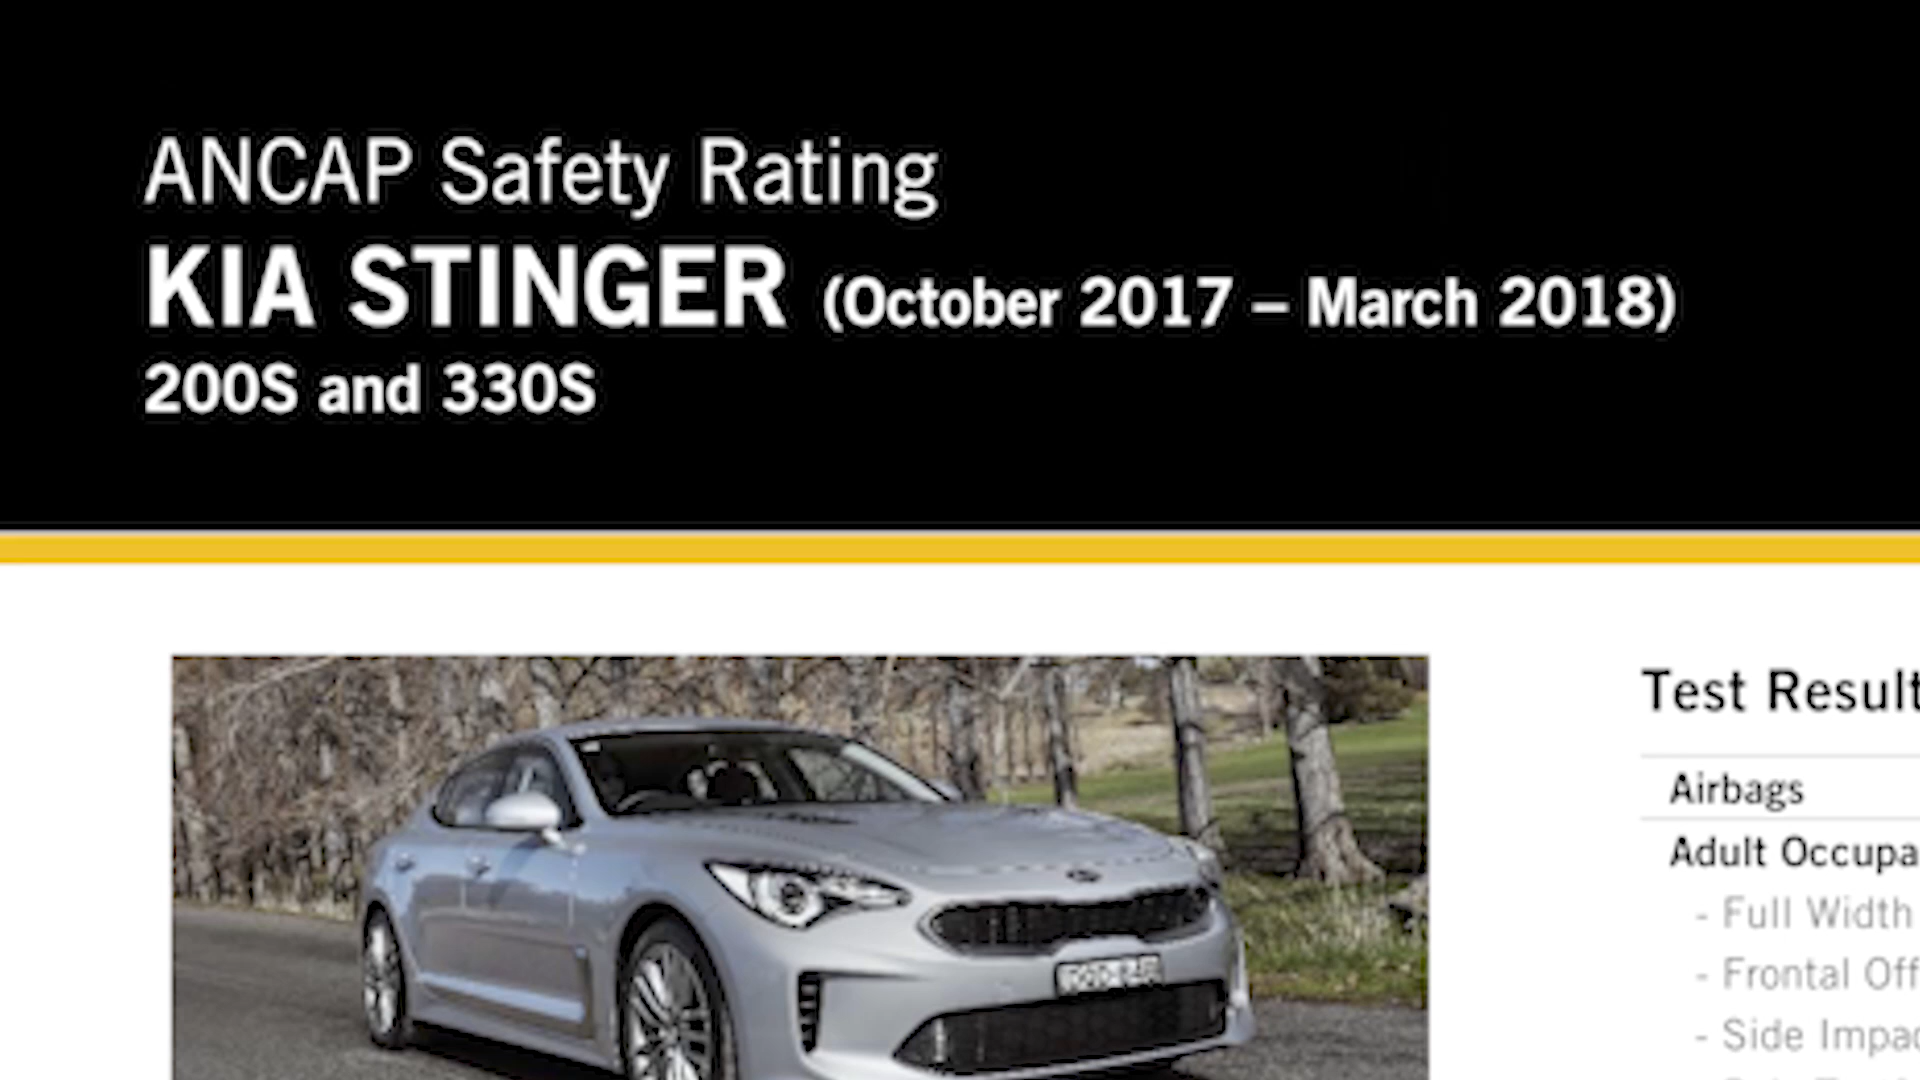 ANCAP Safety Rating
KIA STINGER (October 2017 – March 2018)
200S and 330S
Test Result
Airbags
Adult Occupa
- Full Width
- Frontal Off
- Side Impac